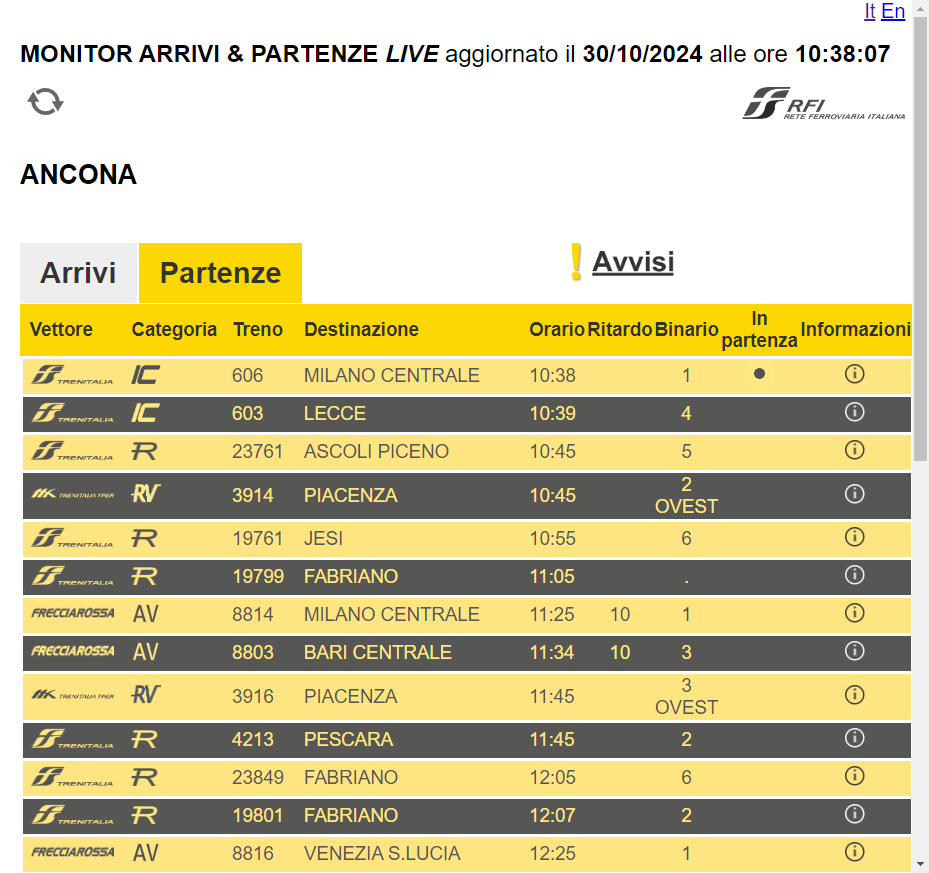 It En
MONITOR ARRIVI & PARTENZE LIVE aggiornato il 30/10/2024 alle ore 10:38:07
RFI
RETE FERROVIARIA ITALIANA
ANCONA
Arrivi Partenze ! Avvisi
Vettore Categoria Treno Destinazione Orario Ritardo Binario In partenza Informazioni
TRENITALIA IC 606 MILANO CENTRALE 10:38 1
TRENITALIA IC 603 LECCE 10:39 4
TRENITALIA R 23761 ASCOLI PICENO 10:45 5
TRENITALIA TPER RV 3914 PIACENZA 10:45 2 OVEST
TRENITALIA R 19761 JESI 10:55 6
TRENITALIA R 19799 FABRIANO 11:05 .
FRECCIAROSSA AV 8814 MILANO CENTRALE 11:25 10 1
FRECCIAROSSA AV 8803 BARI CENTRALE 11:34 10 3
TRENITALIA TPER RV 3916 PIACENZA 11:45 3 OVEST
TRENITALIA R 4213 PESCARA 11:45 2
TRENITALIA R 23849 FABRIANO 12:05 6
TRENITALIA R 19801 FABRIANO 12:07 2
FRECCIAROSSA AV 8816 VENEZIA S.LUCIA 12:25 1